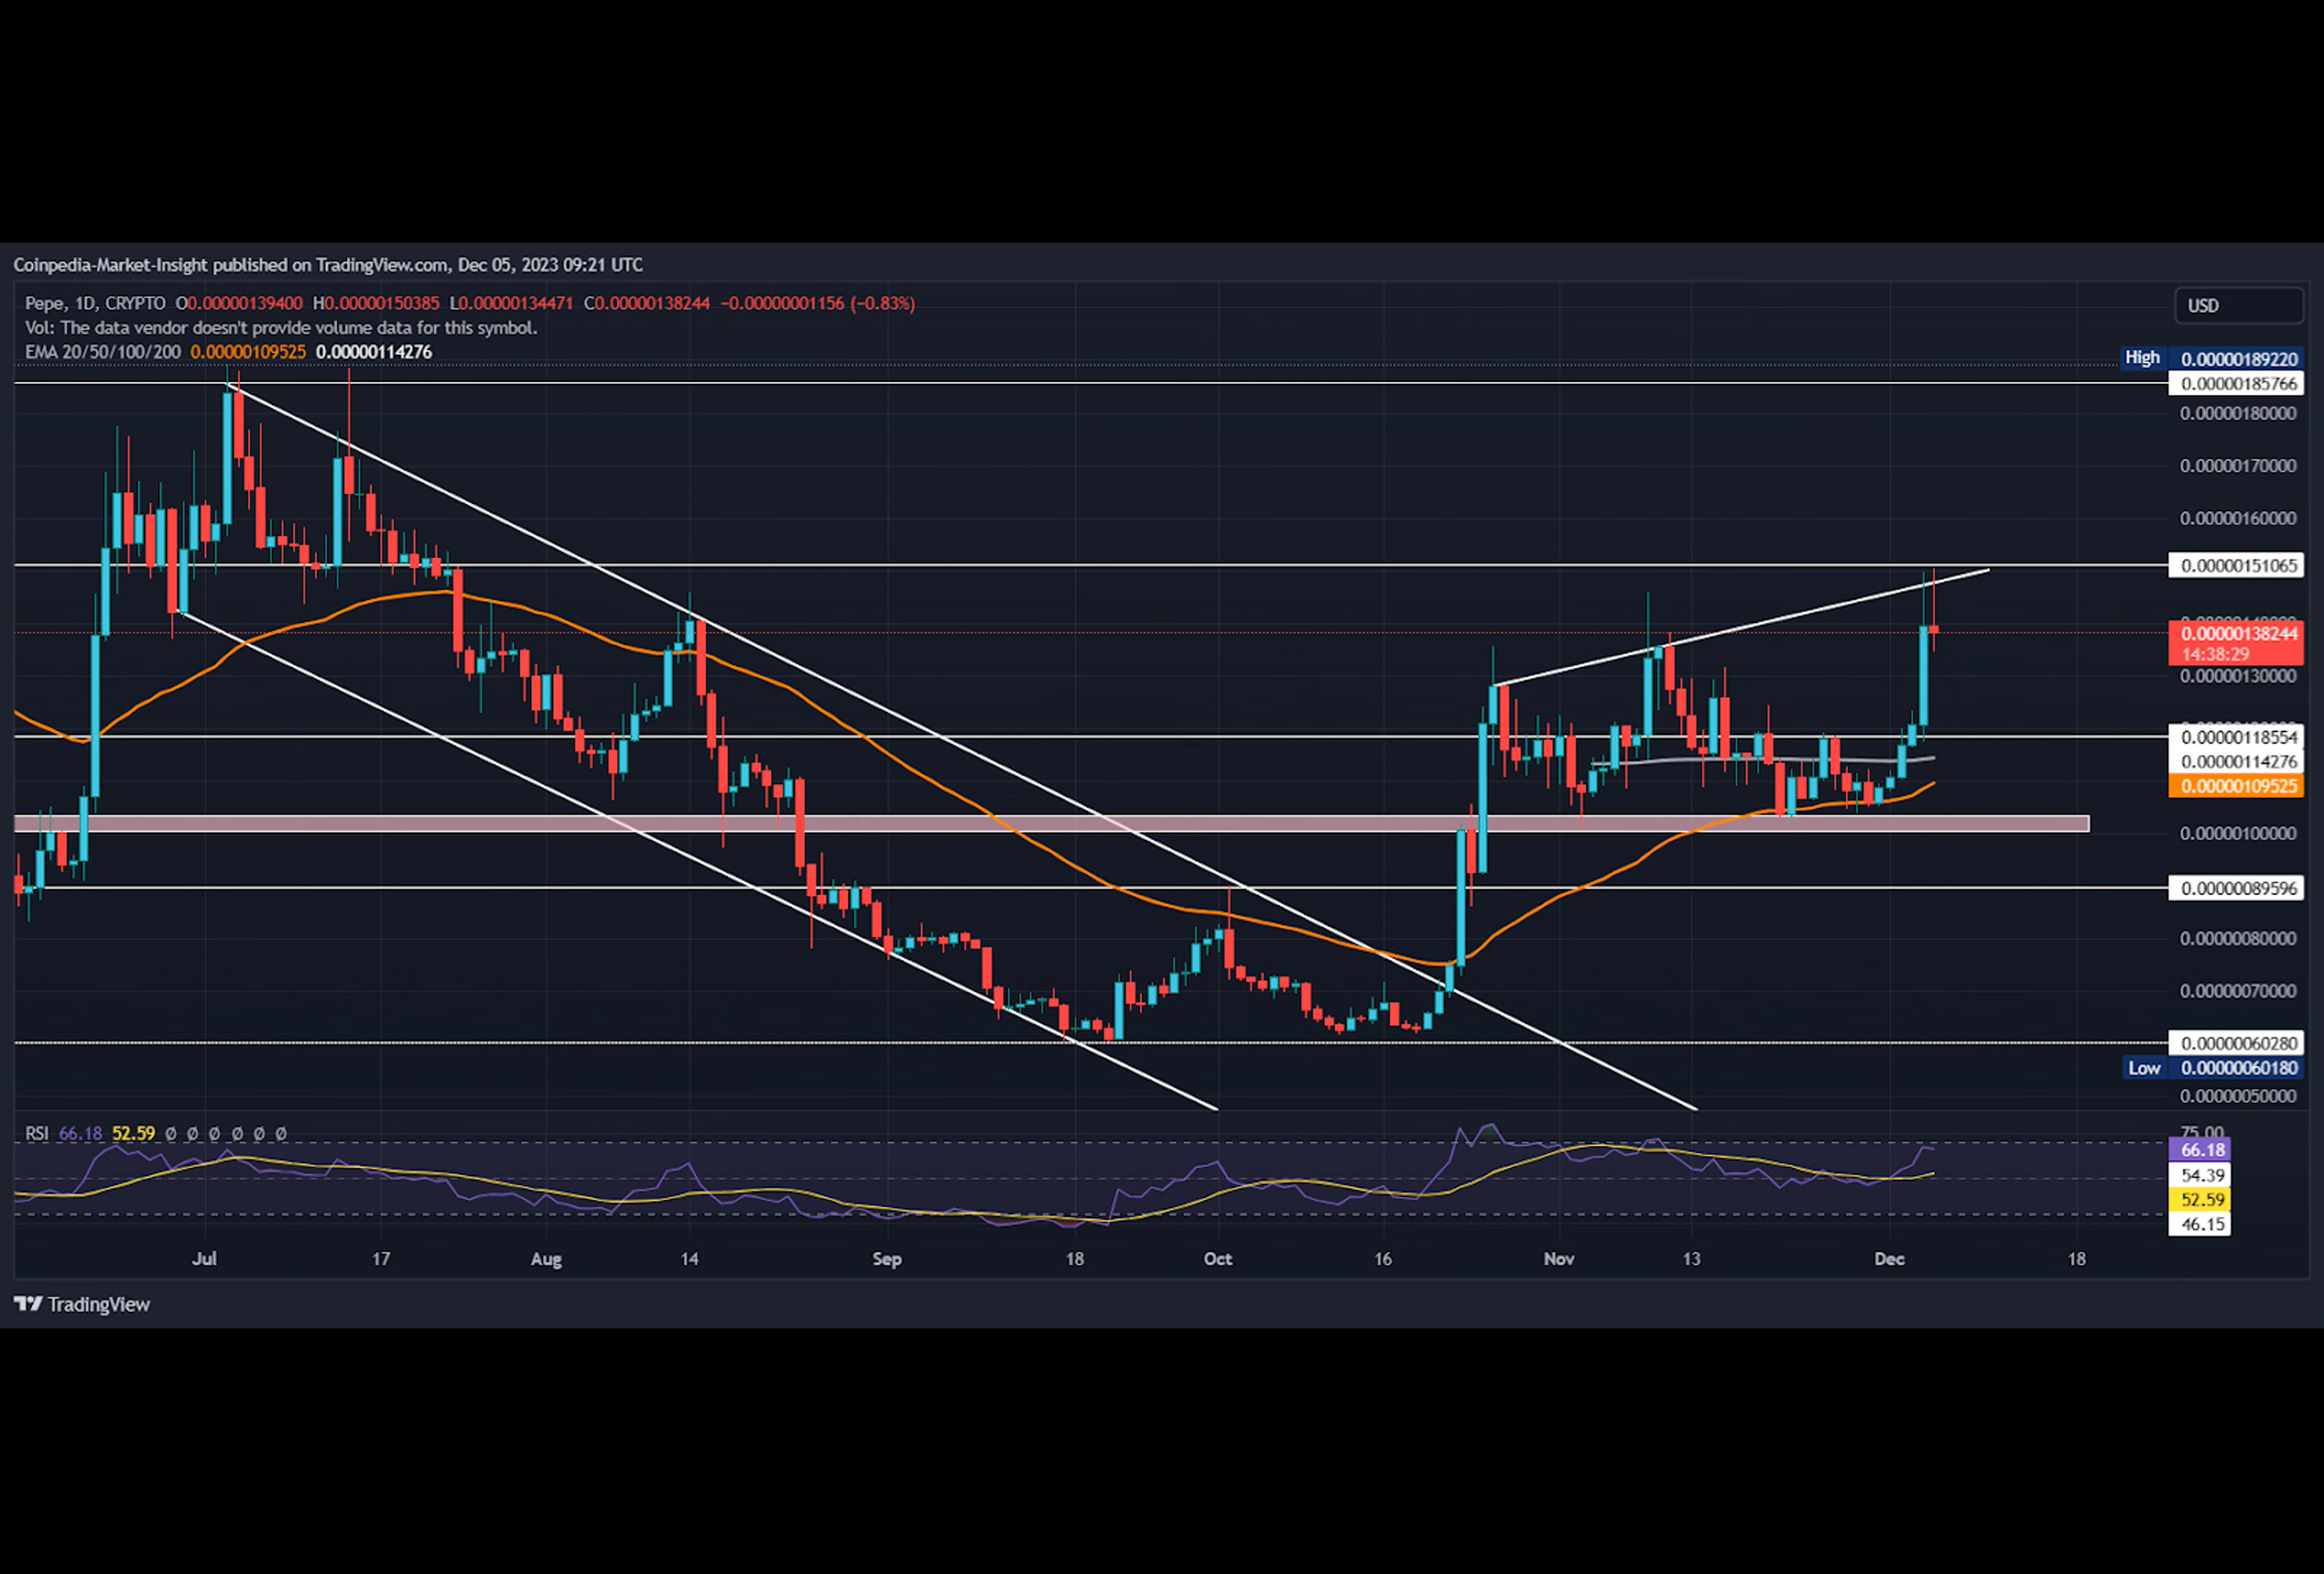 Coinpedia-Market-Insight published on TradingView.com, Dec 05, 2023 09:21 UTC
Pepe, 1D, CRYPTO O0.00000139400 H0.00000150385 L0.00000134471 C0.00000138244 −0.00000001156 (−0.83%)
Vol: The data vendor doesn't provide volume data for this symbol.
EMA 20/50/100/200 0.00000109525 0.00000114276
USD
High 0.00000189220
0.00000185766
0.00000180000
0.00000170000
0.00000160000
0.00000151065
0.00000138244
14:38:29
0.00000130000
0.00000118554
0.00000114276
0.00000109525
0.00000100000
0.00000089596
0.00000080000
0.00000070000
0.00000060280
Low 0.00000060180
0.00000050000
RSI 66.18 52.59 Ø Ø Ø Ø Ø Ø
75.00
66.18
54.39
52.59
46.15
Jul 17 Aug 14 Sep 18 Oct 16 Nov 13 Dec 18
TradingView